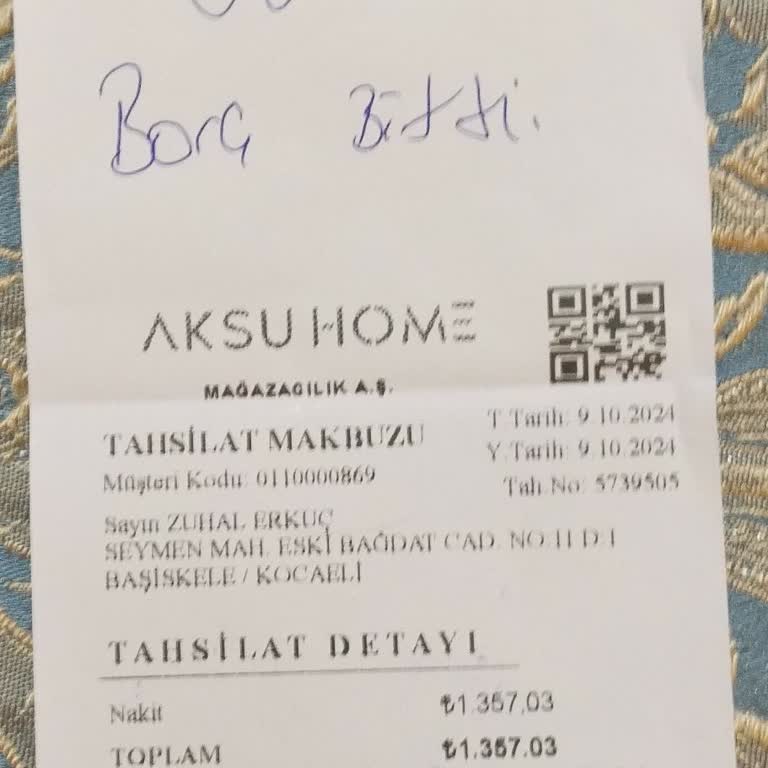 Borç Bitti.
AKSU HOME
MAĞAZACILIK A.Ş.
TAHSİLAT MAKBUZU
T.Tarih: 9.10.2024
Müşteri Kodu: 0110000869
Y.Tarih: 9.10.2024
Tah.No: 5739505
Sayın ZUHAL ERKUÇ
SEYMEN MAH. ESKİ BAĞDAT CAD. NO:11 D:1
BAŞİSKELE / KOCAELİ
TAHSİLAT DETAYI
Nakit ₺1.357,03
TOPLAM ₺1.357,03